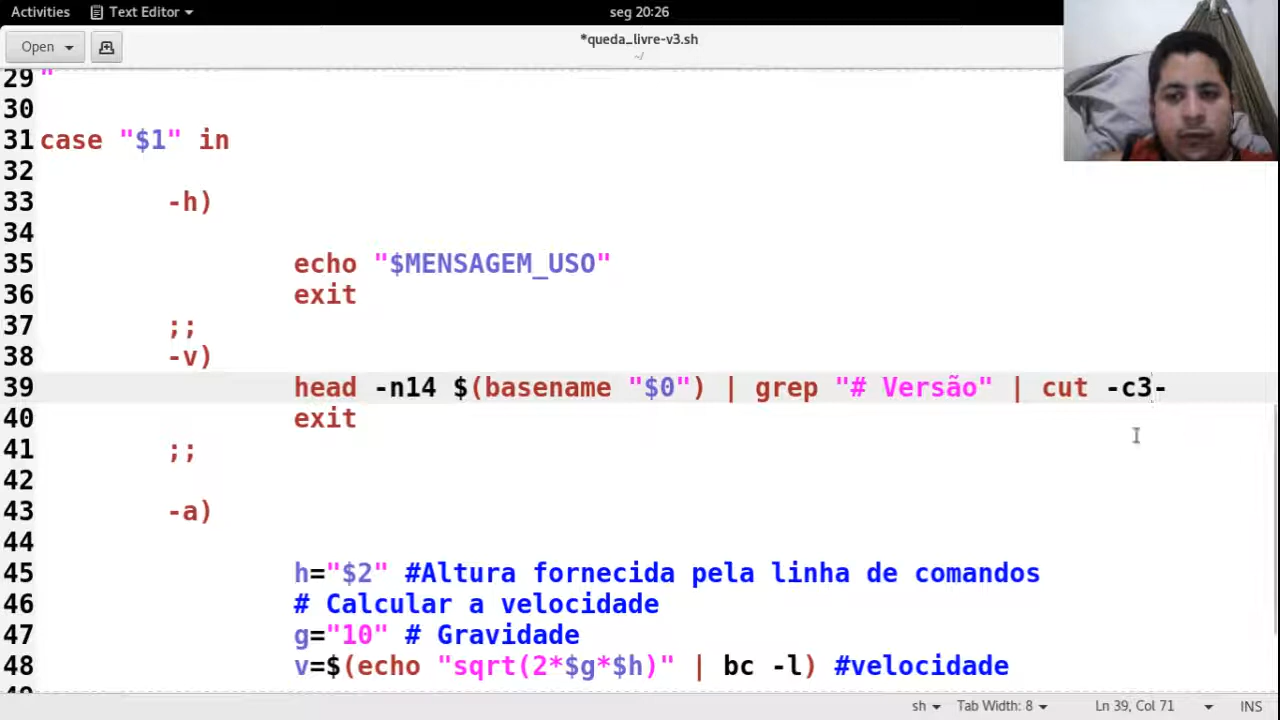 Activities Text Editor seg 20:26
Open *queda_livre-v3.sh
~/
29 "
30
31 case "$1" in
32
33 -h)
34
35 echo "$MENSAGEM_USO"
36 exit
37 ;;
38 -v)
39 head -n14 $(basename "$0") | grep "# Versão" | cut -c3-
40 exit
41 ;;
42
43 -a)
44
45 h="$2" #Altura fornecida pela linha de comandos
46 # Calcular a velocidade
47 g="10" # Gravidade
48 v=$(echo "sqrt(2*$g*$h)" | bc -l) #velocidade
sh Tab Width: 8 Ln 39, Col 71 INS